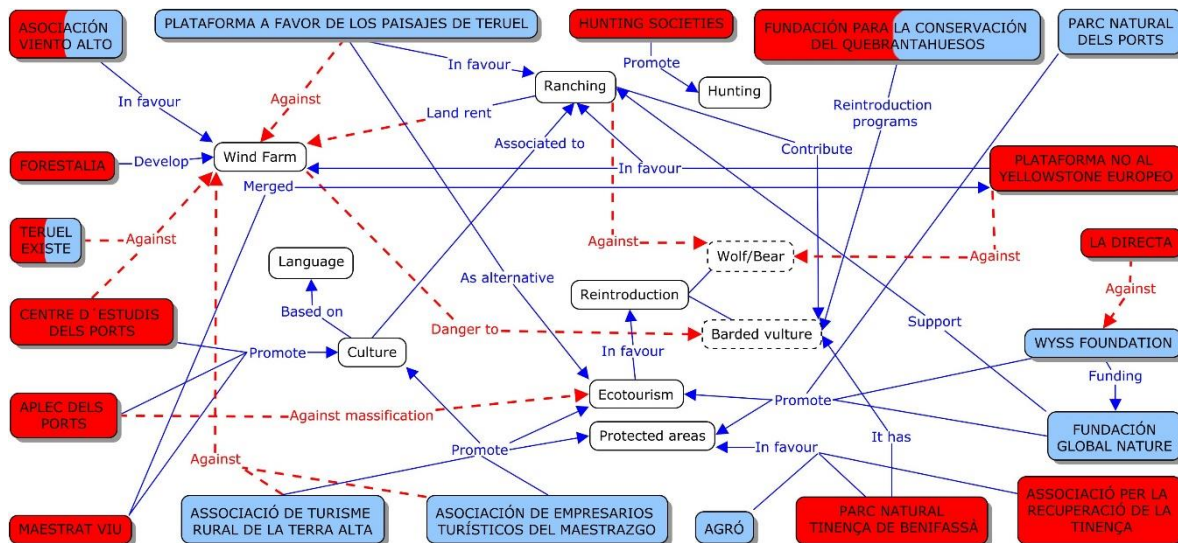 ASOCIACIÓN
VIENTO ALTO
PLATAFORMA A FAVOR DE LOS PAISAJES DE TERUEL
HUNTING SOCIETIES
FUNDACIÓN PARA LA CONSERVACIÓN
DEL QUEBRANTAHUESOS
PARC NATURAL
DELS PORTS
In favour
Promote
In favour
Against
Ranching
Hunting
Land rent
Associated to
Reintroduction
programs
Contribute
FORESTALIA
Develop
Wind Farm
In favour
Merged
PLATAFORMA NO AL
YELLOWSTONE EUROPEO
TERUEL
EXISTE
Against
Against
Wolf/Bear
Against
LA DIRECTA
Language
As alternative
Reintroduction
Against
CENTRE D´ESTUDIS
DELS PORTS
Based on
Danger to
Barded vulture
Support
Promote
Culture
In favour
WYSS FOUNDATION
Funding
APLEC DELS
PORTS
Against massification
Ecotourism
Promote
Protected areas
FUNDACIÓN
GLOBAL NATURE
Against
Promote
In favour
It has
MAESTRAT VIU
ASSOCIACIÓ DE TURISME
RURAL DE LA TERRA ALTA
ASOCIACIÓN DE EMPRESARIOS
TURÍSTICOS DEL MAESTRAZGO
AGRÓ
PARC NATURAL
TINENÇA DE BENIFASSÀ
ASSOCIACIÓ PER LA
RECUPERACIÓ DE LA
TINENÇA